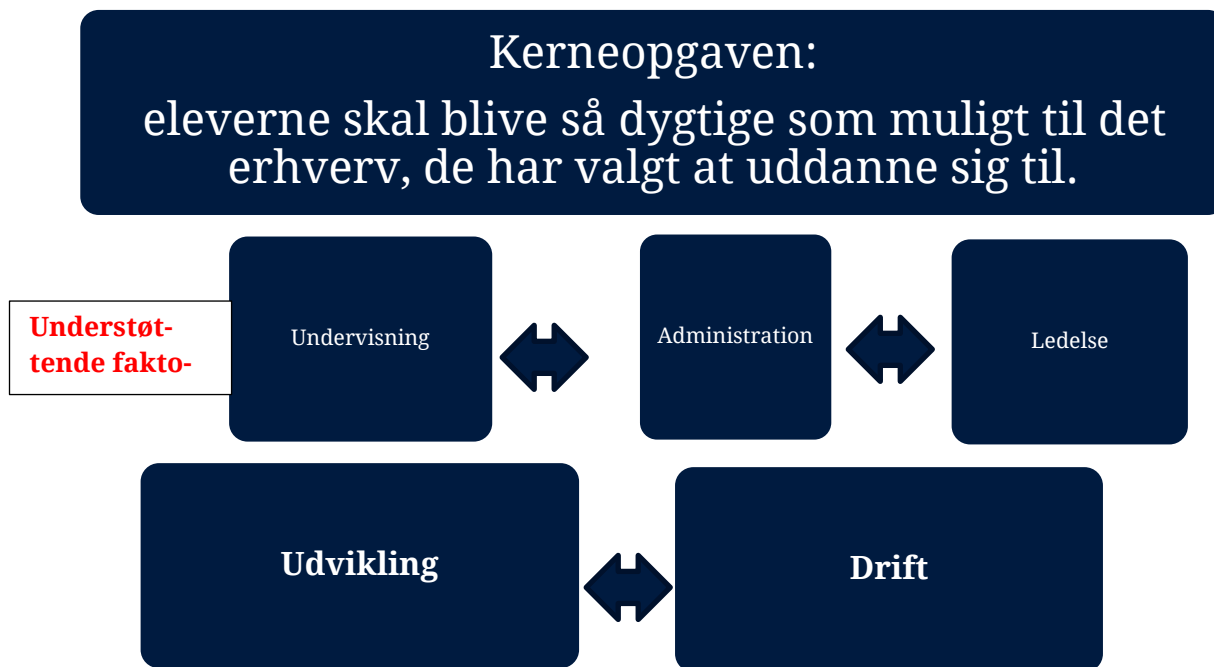 Kerneopgaven:
eleverne skal blive så dygtige som muligt til det
erhverv, de har valgt at uddanne sig til.
Understøt-
tende fakto-
Undervisning
Administration
Ledelse
Udvikling
Drift